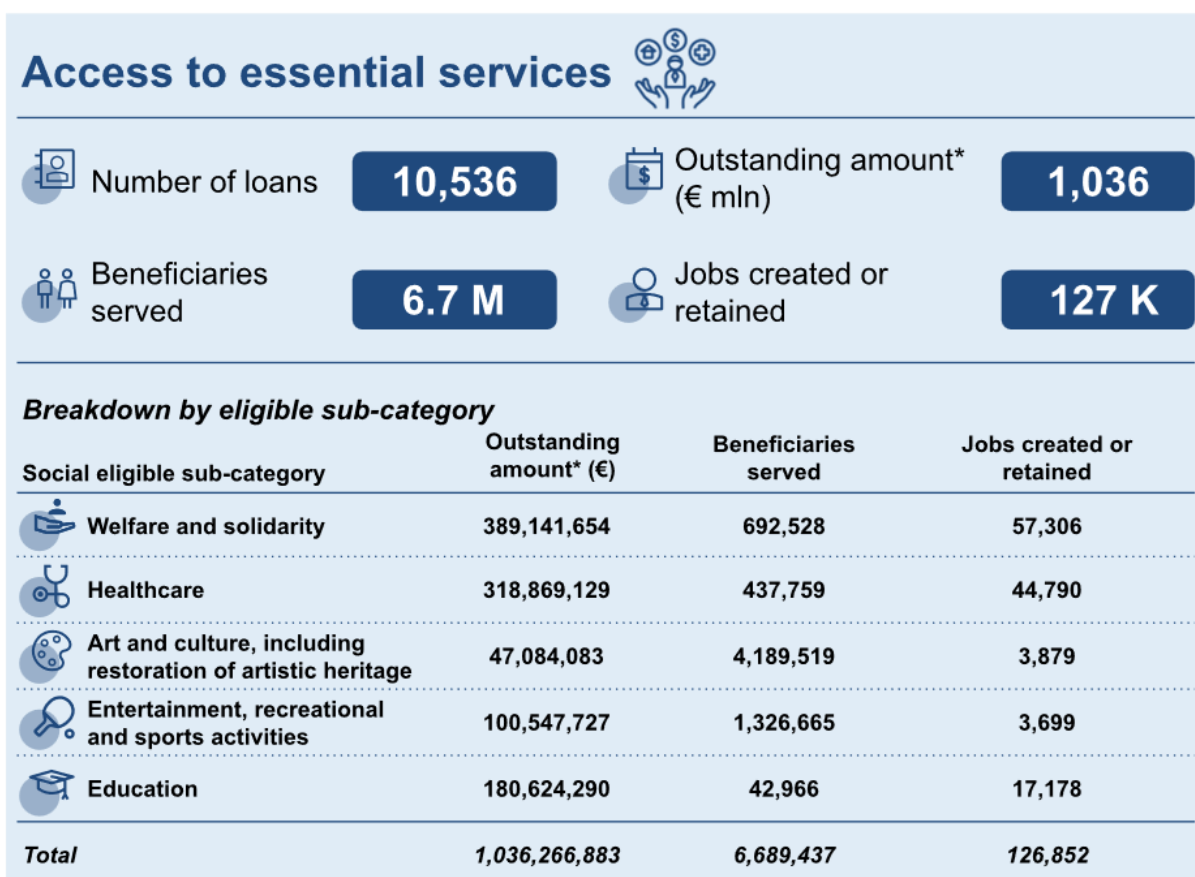 Access to essential services
Number of loans
10,536
Outstanding amount*
(€ mln)
1,036
Beneficiaries
served
6.7 M
Jobs created or
retained
127 K
Breakdown by eligible sub-category
Social eligible sub-category
Outstanding
amount* (€)
Beneficiaries
served
Jobs created or
retained
Welfare and solidarity 389,141,654 692,528 57,306
Healthcare 318,869,129 437,759 44,790
Art and culture, including
restoration of artistic heritage
47,084,083 4,189,519 3,879
Entertainment, recreational
and sports activities
100,547,727 1,326,665 3,699
Education 180,624,290 42,966 17,178
Total 1,036,266,883 6,689,437 126,852